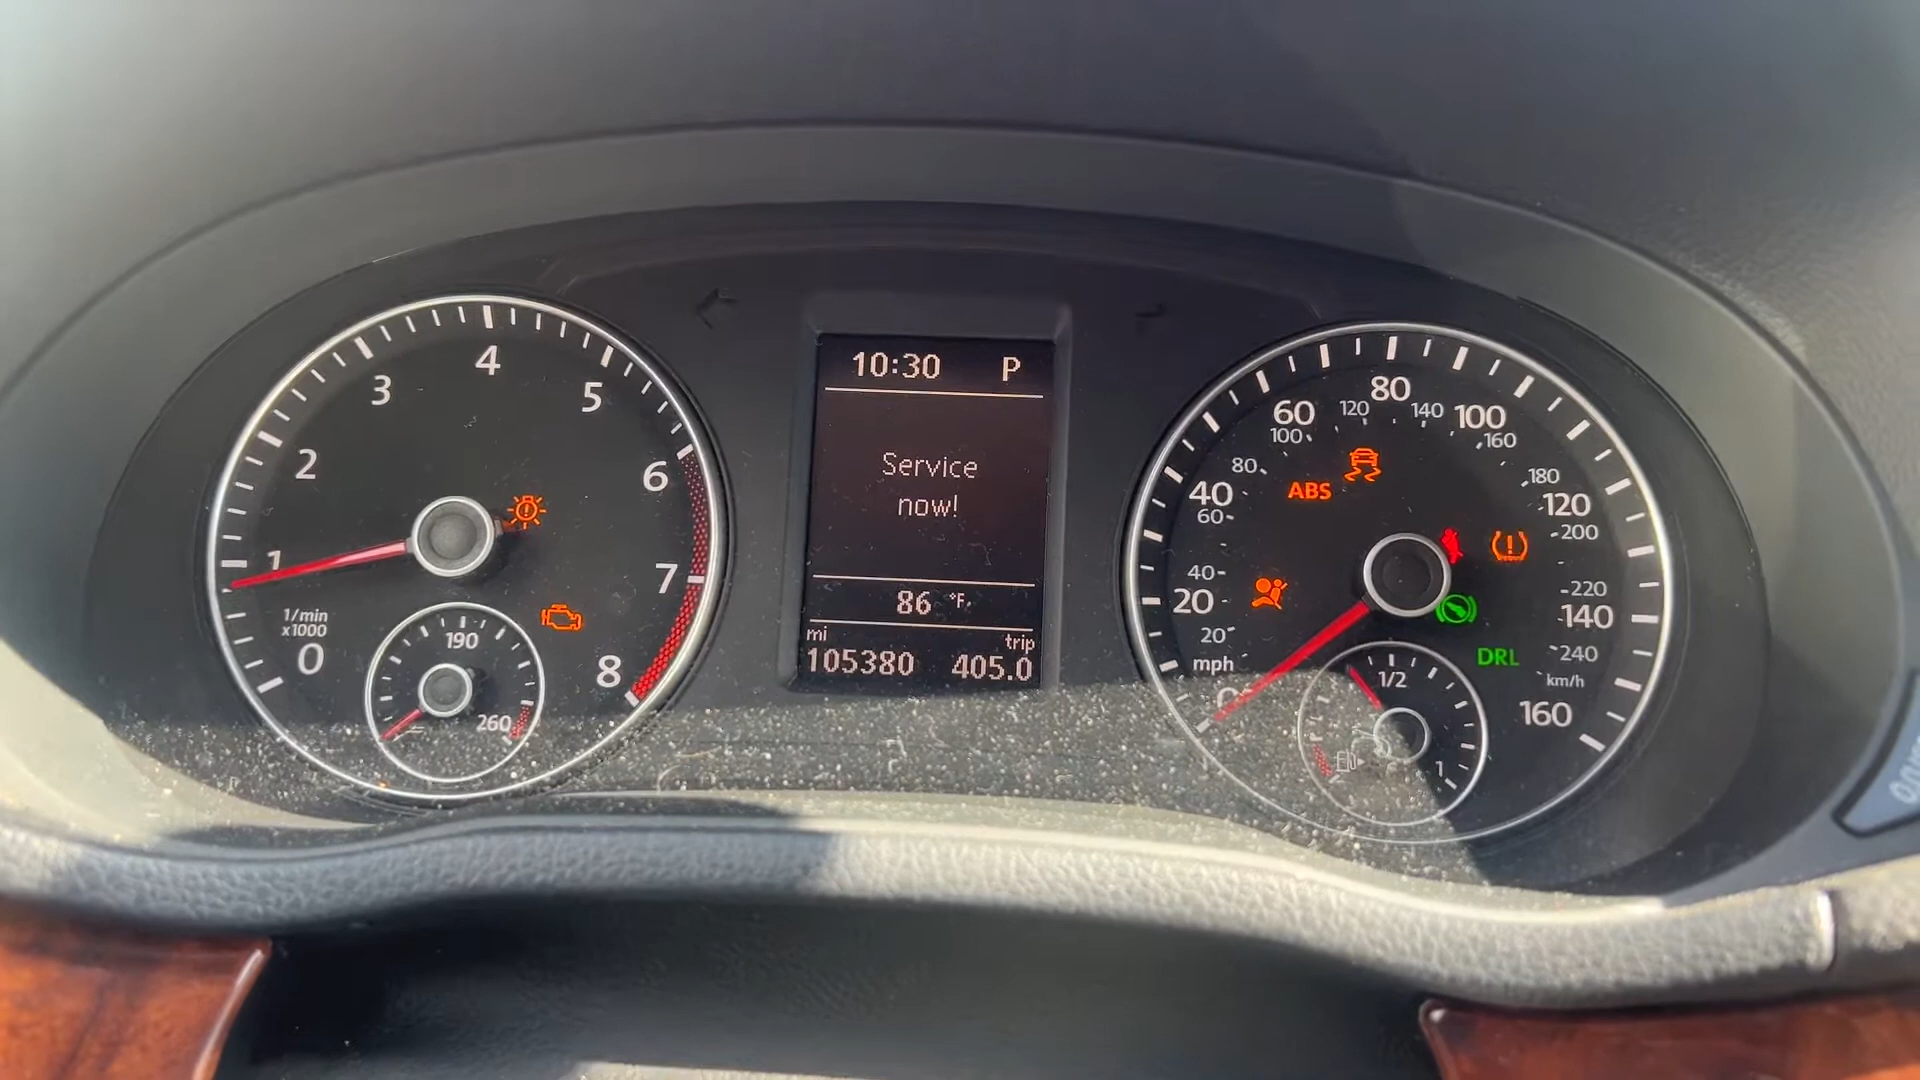 10:30 P
Service
now!
86 °F
mi
trip
105380 405.0
0
1
2
3
4
5
6
7
8
1/min
x1000
190
260
mph
0
20
40
60
80
100
120
140
160
km/h
20
40
60
80
100
120
140
160
180
200
220
240
ABS
DRL
1/2
1